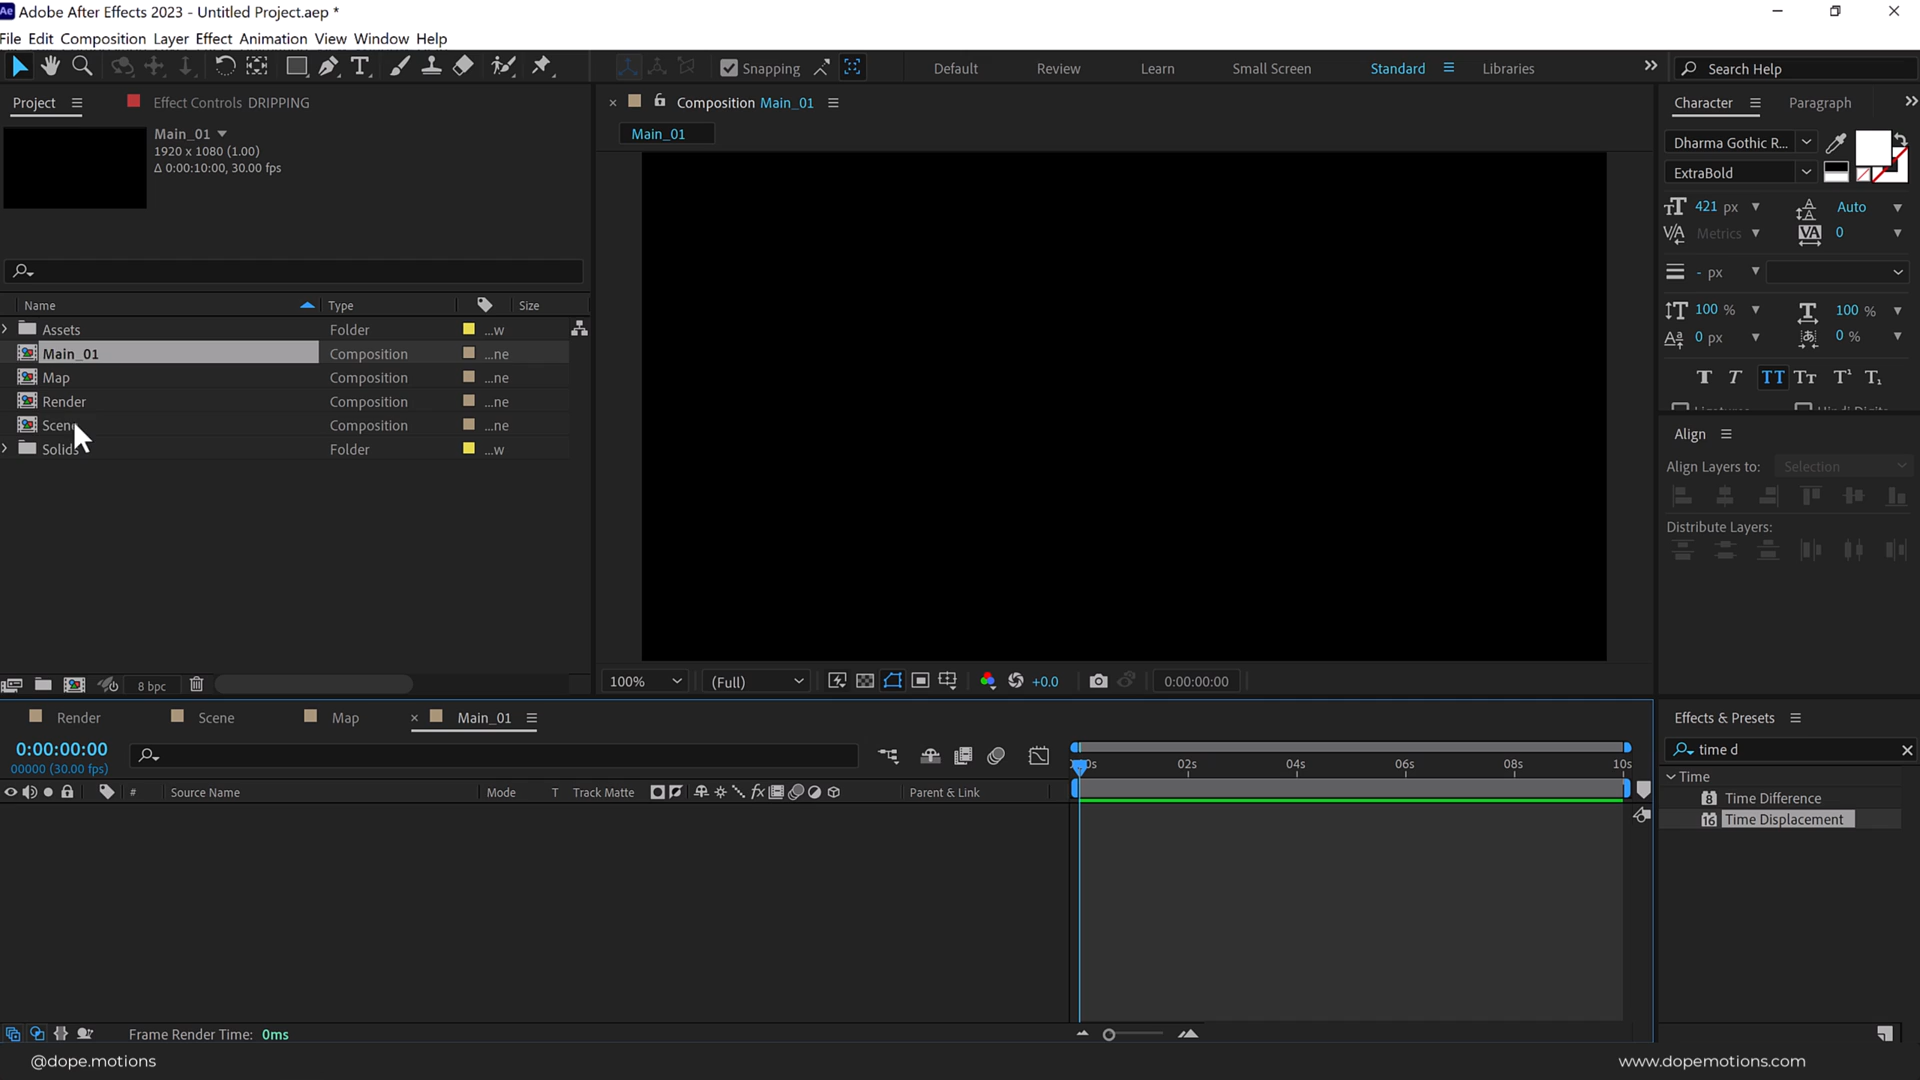 Ae Adobe After Effects 2023 - Untitled Project.aep *
File Edit Composition Layer Effect Animation View Window Help
Snapping Default Review Learn Small Screen Standard Libraries Search Help
Project Effect Controls DRIPPING
Composition Main_01
Character Paragraph
Main_01
1920 x 1080 (1.00)
Δ 0:00:10:00, 30.00 fps
Main_01
Dharma Gothic R...
ExtraBold
421 px Auto
Metrics 0
- px
100 % 100 %
0 px 0 %
Name Type Size
Assets Folder ...w
Main_01 Composition ...ne
Map Composition ...ne
Render Composition ...ne
Scene Composition ...ne
Solids Folder ...w
Align
Align Layers to: Selection
Distribute Layers:
8 bpc
100% (Full) +0.0 0:00:00:00
Render Scene Map Main_01
0:00:00:00
00000 (30.00 fps)
02s 04s 06s 08s 10s
# Source Name Mode T Track Matte Parent & Link
Effects & Presets
time d
Time
8 Time Difference
16 Time Displacement
Frame Render Time: 0ms
@dope.motions
www.dopemotions.com